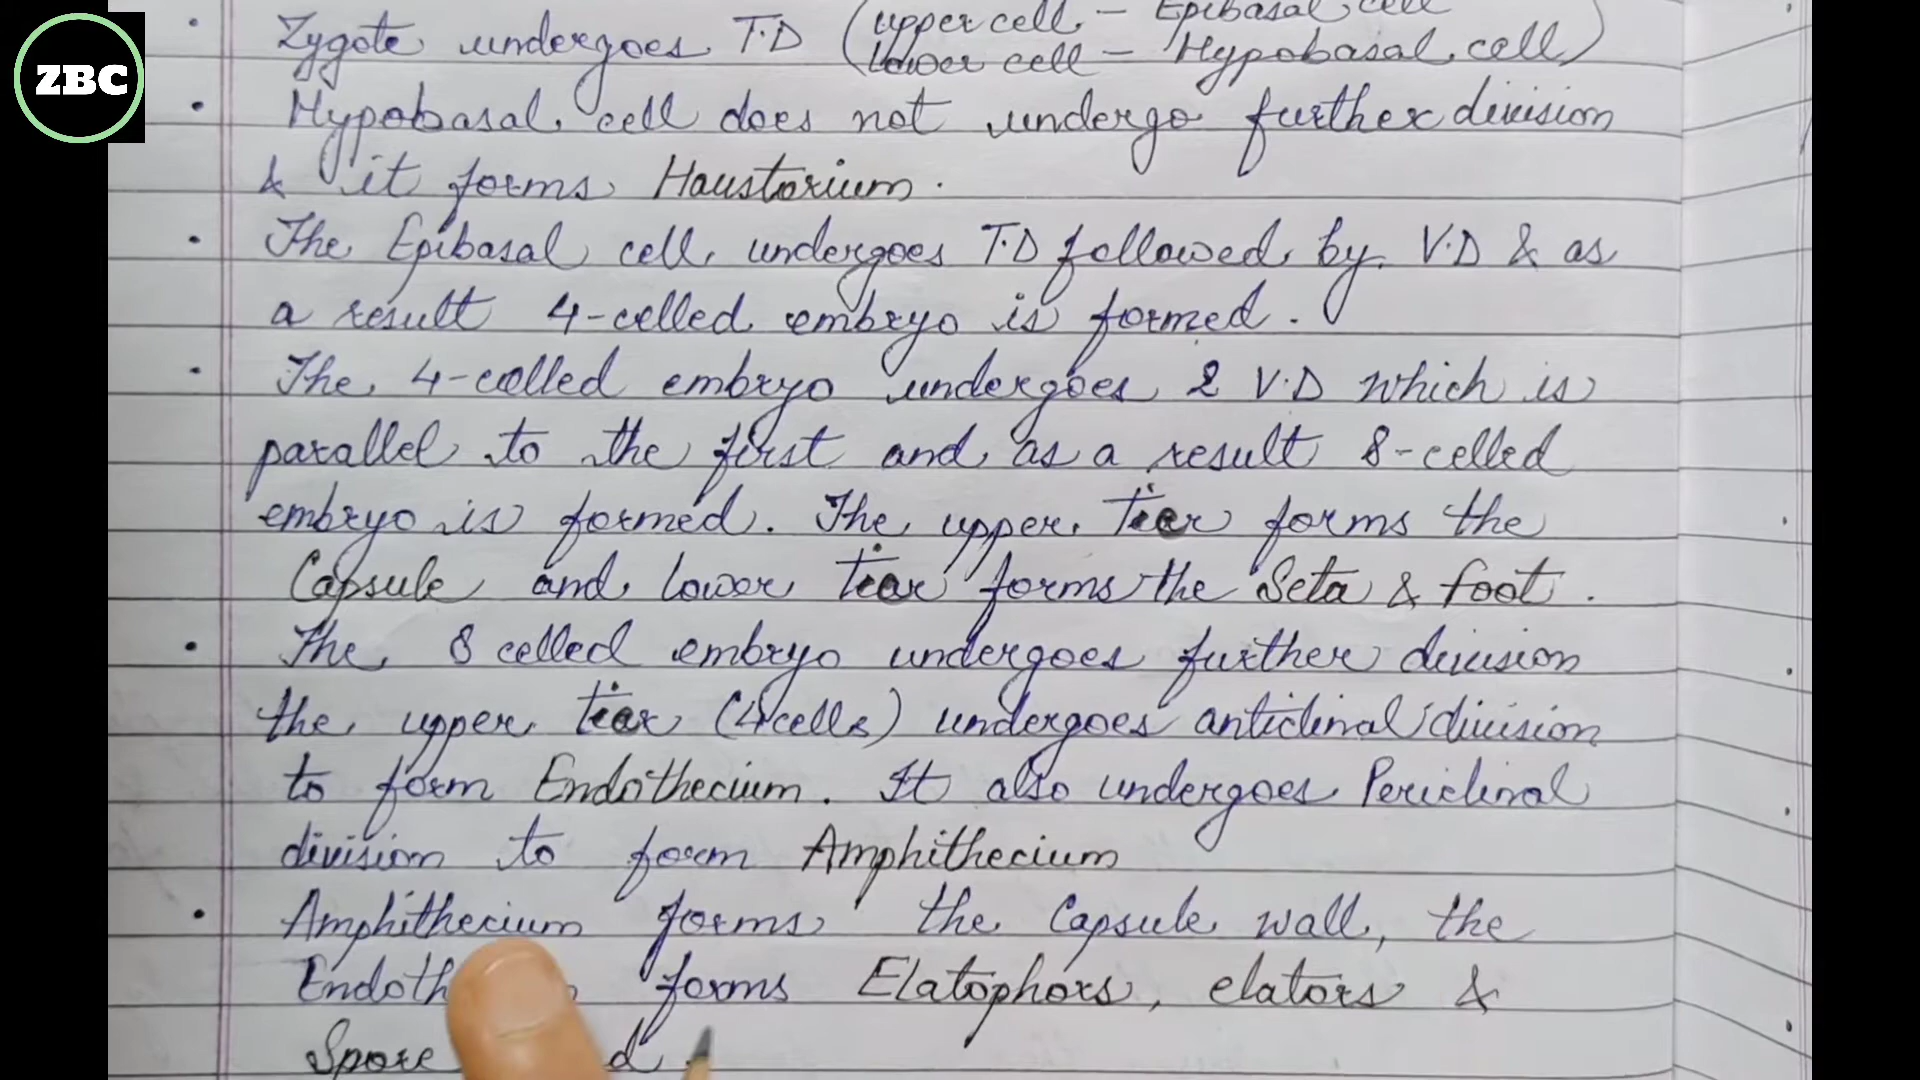 ZBC
Zygote undergoes T.D (upper cell - Epibasal cell
lower cell - Hypobasal cell)
• Hypobasal cell does not undergo further division
& it forms Haustorium.
• The Epibasal cell undergoes T.D followed by V.D & as
a result 4-celled embryo is formed.
• The 4-celled embryo undergoes 2 V.D which is
parallel to the first and as a result 8-celled
embryo is formed. The upper tier forms the
Capsule and lower tier forms the Seta & foot.
• The 8 celled embryo undergoes further division
the upper tier (4 cells) undergoes anticlinal division
to form Endothecium. It also undergoes Periclinal
division to form Amphithecium
• Amphithecium forms the Capsule wall, the
forms Elatophors, elators &
Spore